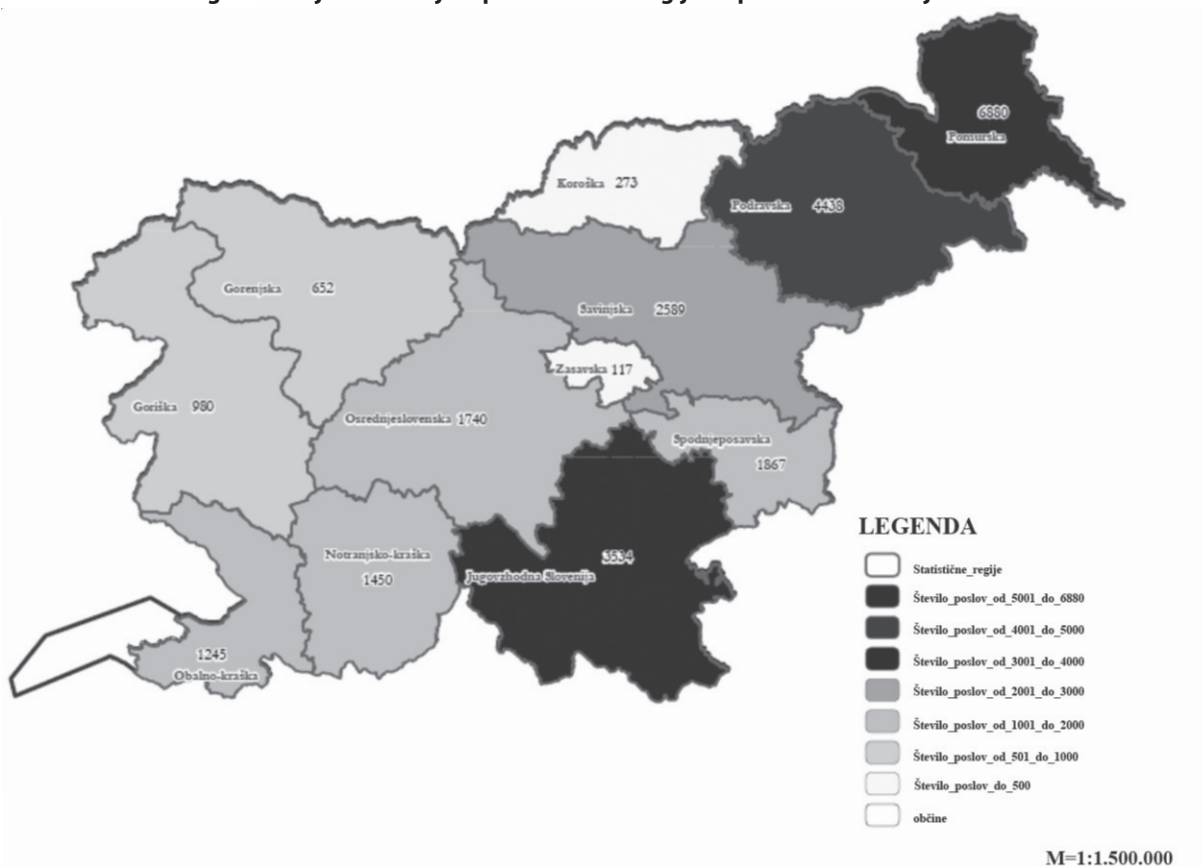 6880
Pomurska
Koroška 273
Podravska 4438
Gorenjska 652
Savinjska 2589
Zasavska 117
Goriška 980
Osrednjeslovenska 1740
Spodnjeposavska
1867
Notranjsko-kraška
1450
3534
Jugovzhodna Slovenija
1245
Obalno-kraška
LEGENDA
Statistične_regije
Število_poslov_od_5001_do_6880
Število_poslov_od_4001_do_5000
Število_poslov_od_3001_do_4000
Število_poslov_od_2001_do_3000
Število_poslov_od_1001_do_2000
Število_poslov_od_501_do_1000
Število_poslov_do_500
občine
M=1:1.500.000